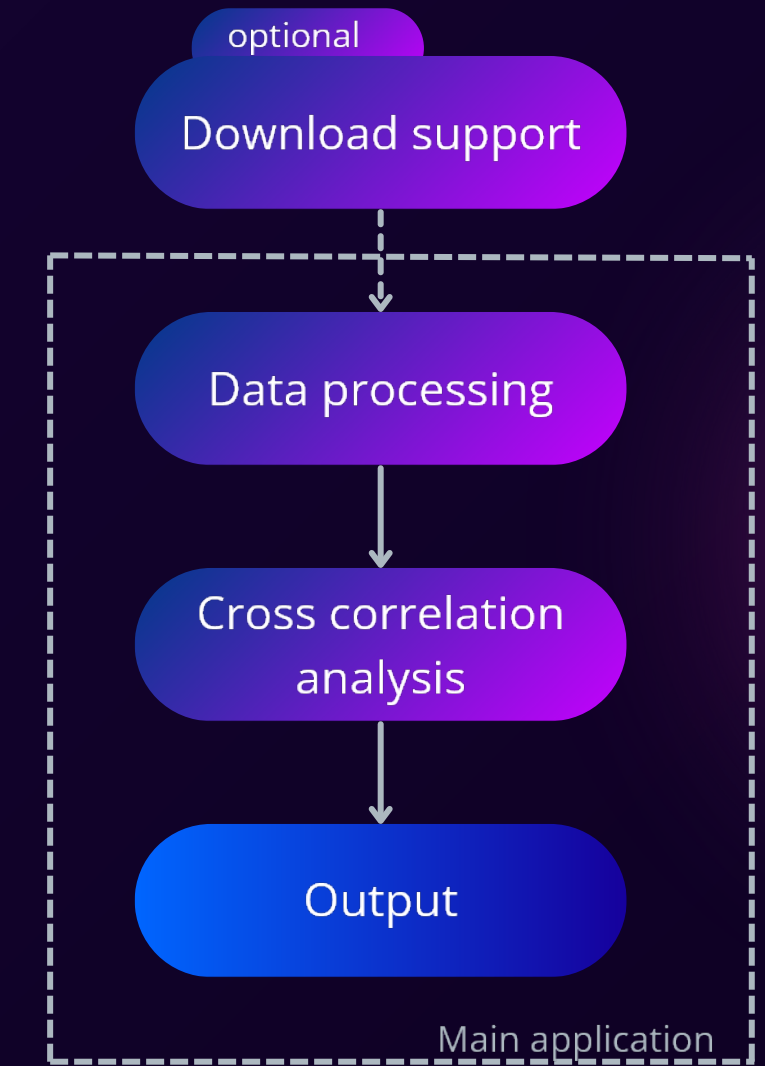 optional
Download support
Data processing
Cross correlation
analysis
Output
Main application